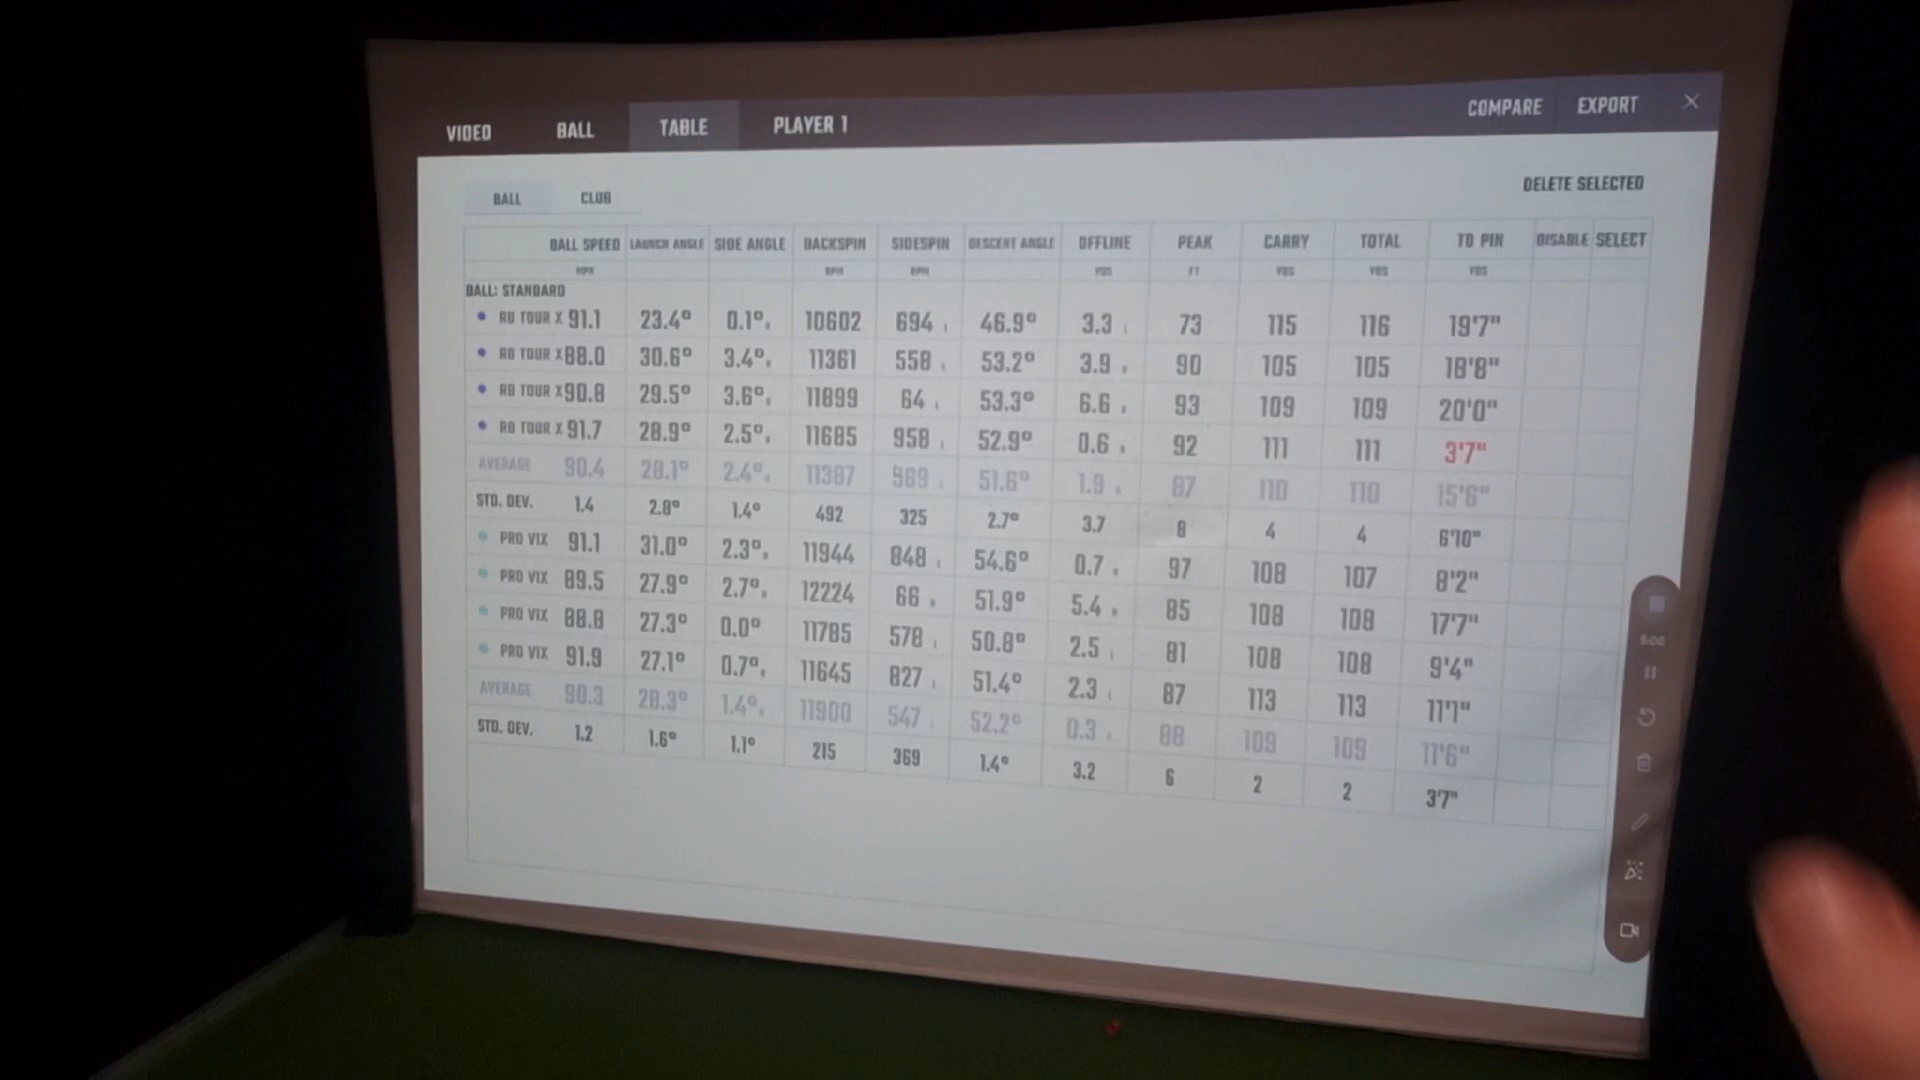 VIDEO BALL TABLE PLAYER 1 COMPARE EXPORT
DELETE SELECTED
BALL CLUB
BALL SPEED LAUNCH ANGLE SIDE ANGLE BACKSPIN SIDESPIN DESCENT ANGLE OFFLINE PEAK CARRY TOTAL TO PIN DISABLE SELECT
MPH RPM RPM YDS FT YDS YDS YDS
BALL: STANDARD
RB TOUR X 91.1 23.4° 0.1° 10602 694 46.9° 3.3 73 115 116 19'7"
RB TOUR X 88.0 30.6° 3.4° 11361 558 53.2° 3.9 90 105 105 18'8"
RB TOUR X 90.8 29.5° 3.6° 11899 64 53.3° 6.6 93 109 109 20'0"
RB TOUR X 91.7 28.9° 2.5° 11685 958 52.9° 0.6 92 111 111 3'7"
AVERAGE 90.4 28.1° 2.4° 11387 569 51.6° 1.9 87 110 110 15'6"
STD. DEV. 1.4 2.8° 1.4° 492 325 2.7° 3.7 8 4 4 6'10"
PRO V1X 91.1 31.0° 2.3° 11944 848 54.6° 0.7 97 108 107 8'2"
PRO V1X 89.5 27.9° 2.7° 12224 66 51.9° 5.4 85 108 108 17'7"
PRO V1X 88.8 27.3° 0.0° 11785 578 50.8° 2.5 81 108 108 9'4"
PRO V1X 91.9 27.1° 0.7° 11645 827 51.4° 2.3 87 113 113 11'1"
AVERAGE 90.3 28.3° 1.4° 11900 547 52.2° 0.3 88 109 109 11'6"
STD. DEV. 1.2 1.6° 1.1° 215 369 1.4° 3.2 6 2 2 3'7"